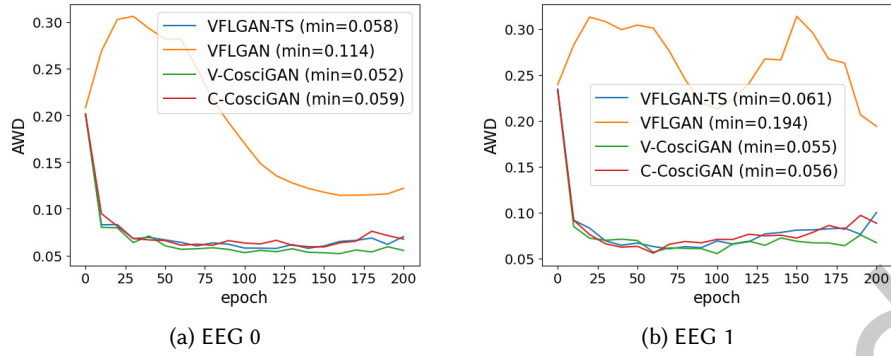 0.30
0.25
0.20
0.15
0.10
0.05
AWD
VFLGAN-TS (min=0.058)
VFLGAN (min=0.114)
V-CosciGAN (min=0.052)
C-CosciGAN (min=0.059)
0 25 50 75 100 125 150 175 200
epoch
(a) EEG 0
0.30
0.25
0.20
0.15
0.10
0.05
AWD
VFLGAN-TS (min=0.061)
VFLGAN (min=0.194)
V-CosciGAN (min=0.055)
C-CosciGAN (min=0.056)
0 25 50 75 100 125 150 175 200
epoch
(b) EEG 1